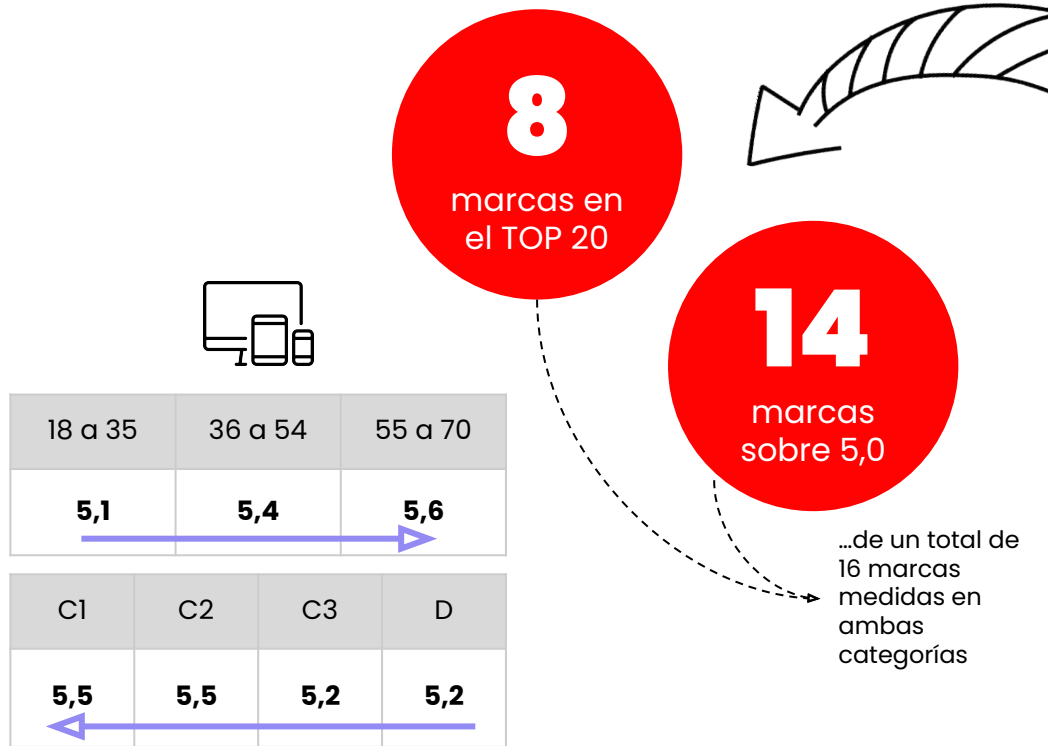 8
marcas en
el TOP 20
14
marcas
sobre 5,0
...de un total de
16 marcas
medidas en
ambas
categorías
18 a 35 36 a 54 55 a 70
5,1 5,4 5,6
C1 C2 C3 D
5,5 5,5 5,2 5,2